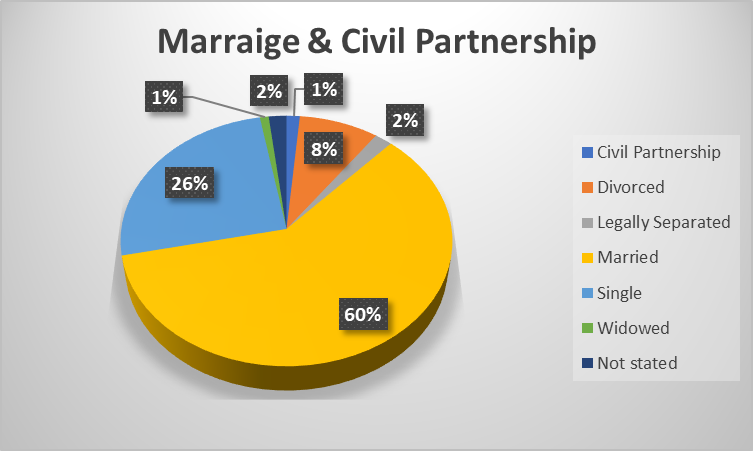 Marraige & Civil Partnership
1%
2%
1%
2%
8%
26%
60%
Civil Partnership
Divorced
Legally Separated
Married
Single
Widowed
Not stated